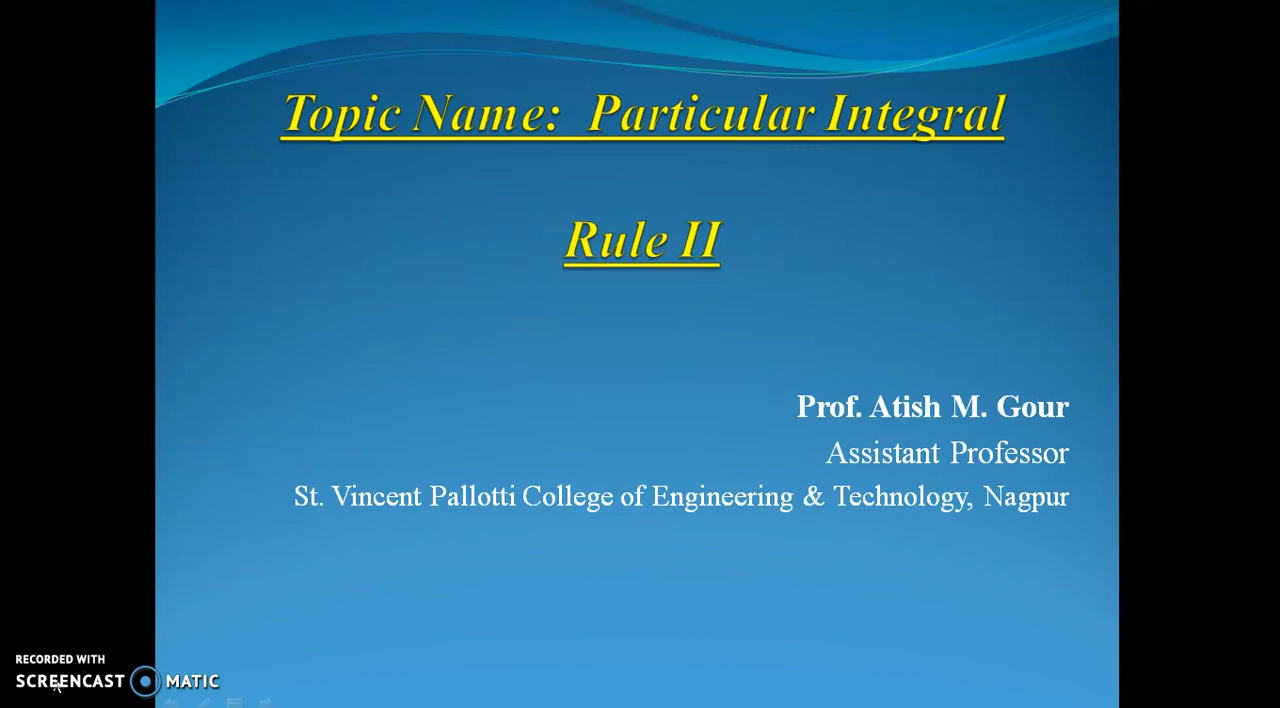 Topic Name: Particular Integral
Rule II
Prof. Atish M. Gour
Assistant Professor
St. Vincent Pallotti College of Engineering & Technology, Nagpur
RECORDED WITH
SCREENCAST MATIC